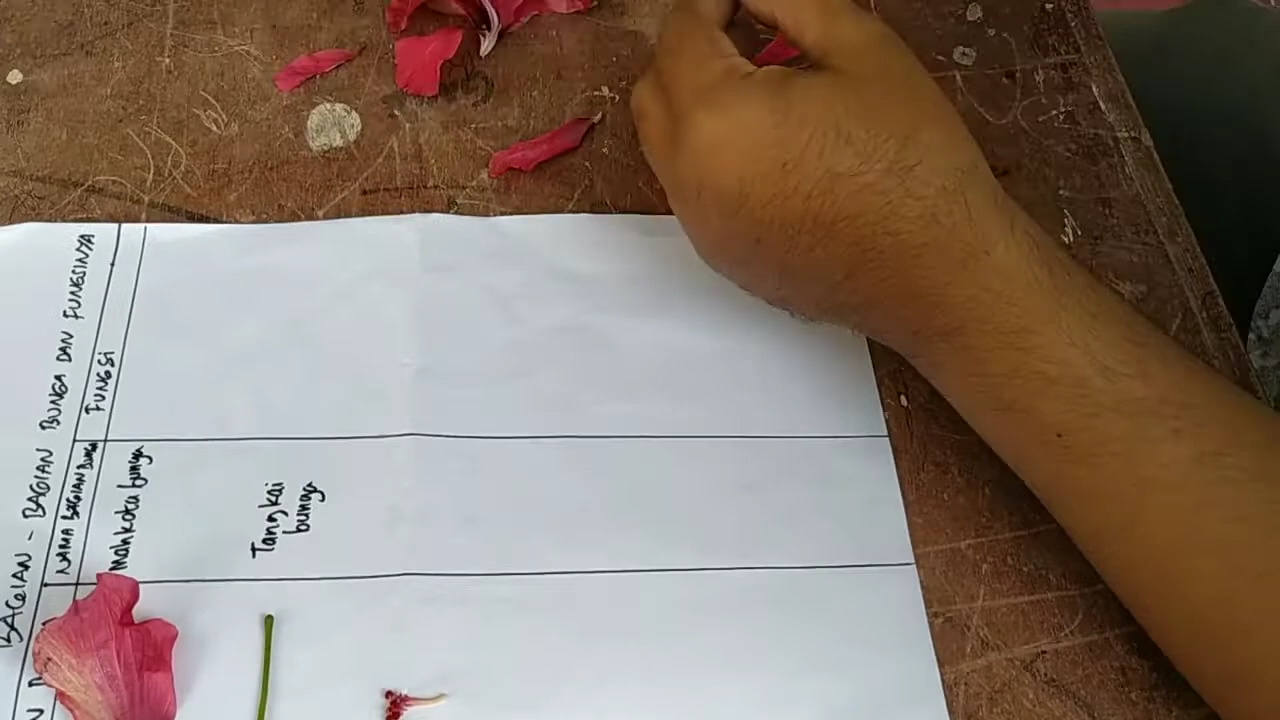 BAGIAN - BAGIAN BUNGA DAN FUNGSINYA
NAMA BAGIAN BUNGA
FUNGSI
Mahkota bunga
Tangkai
bunga